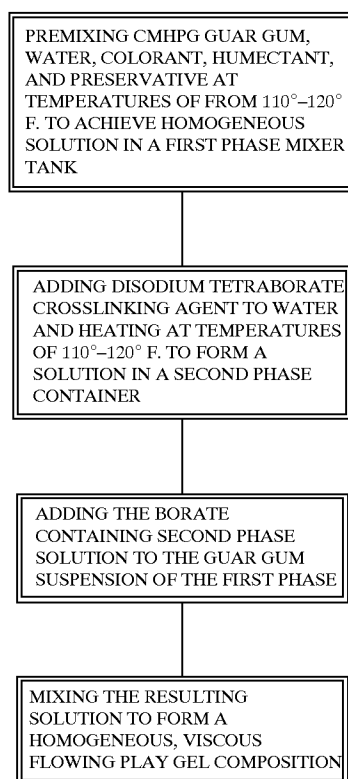 PREMIXING CMHPG GUAR GUM,
WATER, COLORANT, HUMECTANT,
AND PRESERVATIVE AT
TEMPERATURES OF FROM 110°–120°
F. TO ACHIEVE HOMOGENEOUS
SOLUTION IN A FIRST PHASE MIXER
TANK
ADDING DISODIUM TETRABORATE
CROSSLINKING AGENT TO WATER
AND HEATING AT TEMPERATURES
OF 110°–120° F. TO FORM A
SOLUTION IN A SECOND PHASE
CONTAINER
ADDING THE BORATE
CONTAINING SECOND PHASE
SOLUTION TO THE GUAR GUM
SUSPENSION OF THE FIRST PHASE
MIXING THE RESULTING
SOLUTION TO FORM A
HOMOGENEOUS, VISCOUS
FLOWING PLAY GEL COMPOSITION